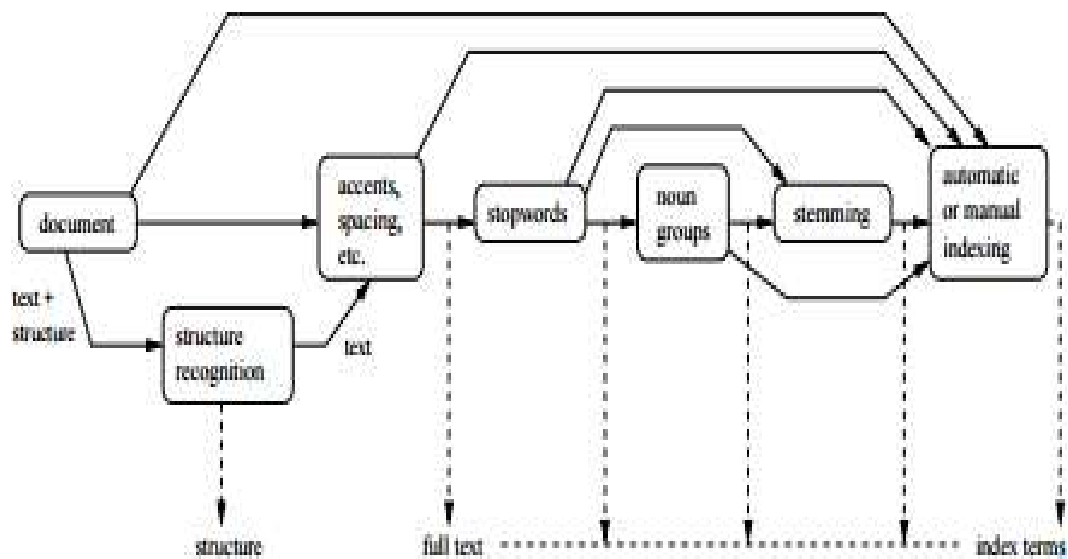 document
text +
structure
structure
recognition
text
accents,
spacing,
etc.
stopwords
noun
groups
stemming
automatic
or manual
indexing
structure
full text
index terms